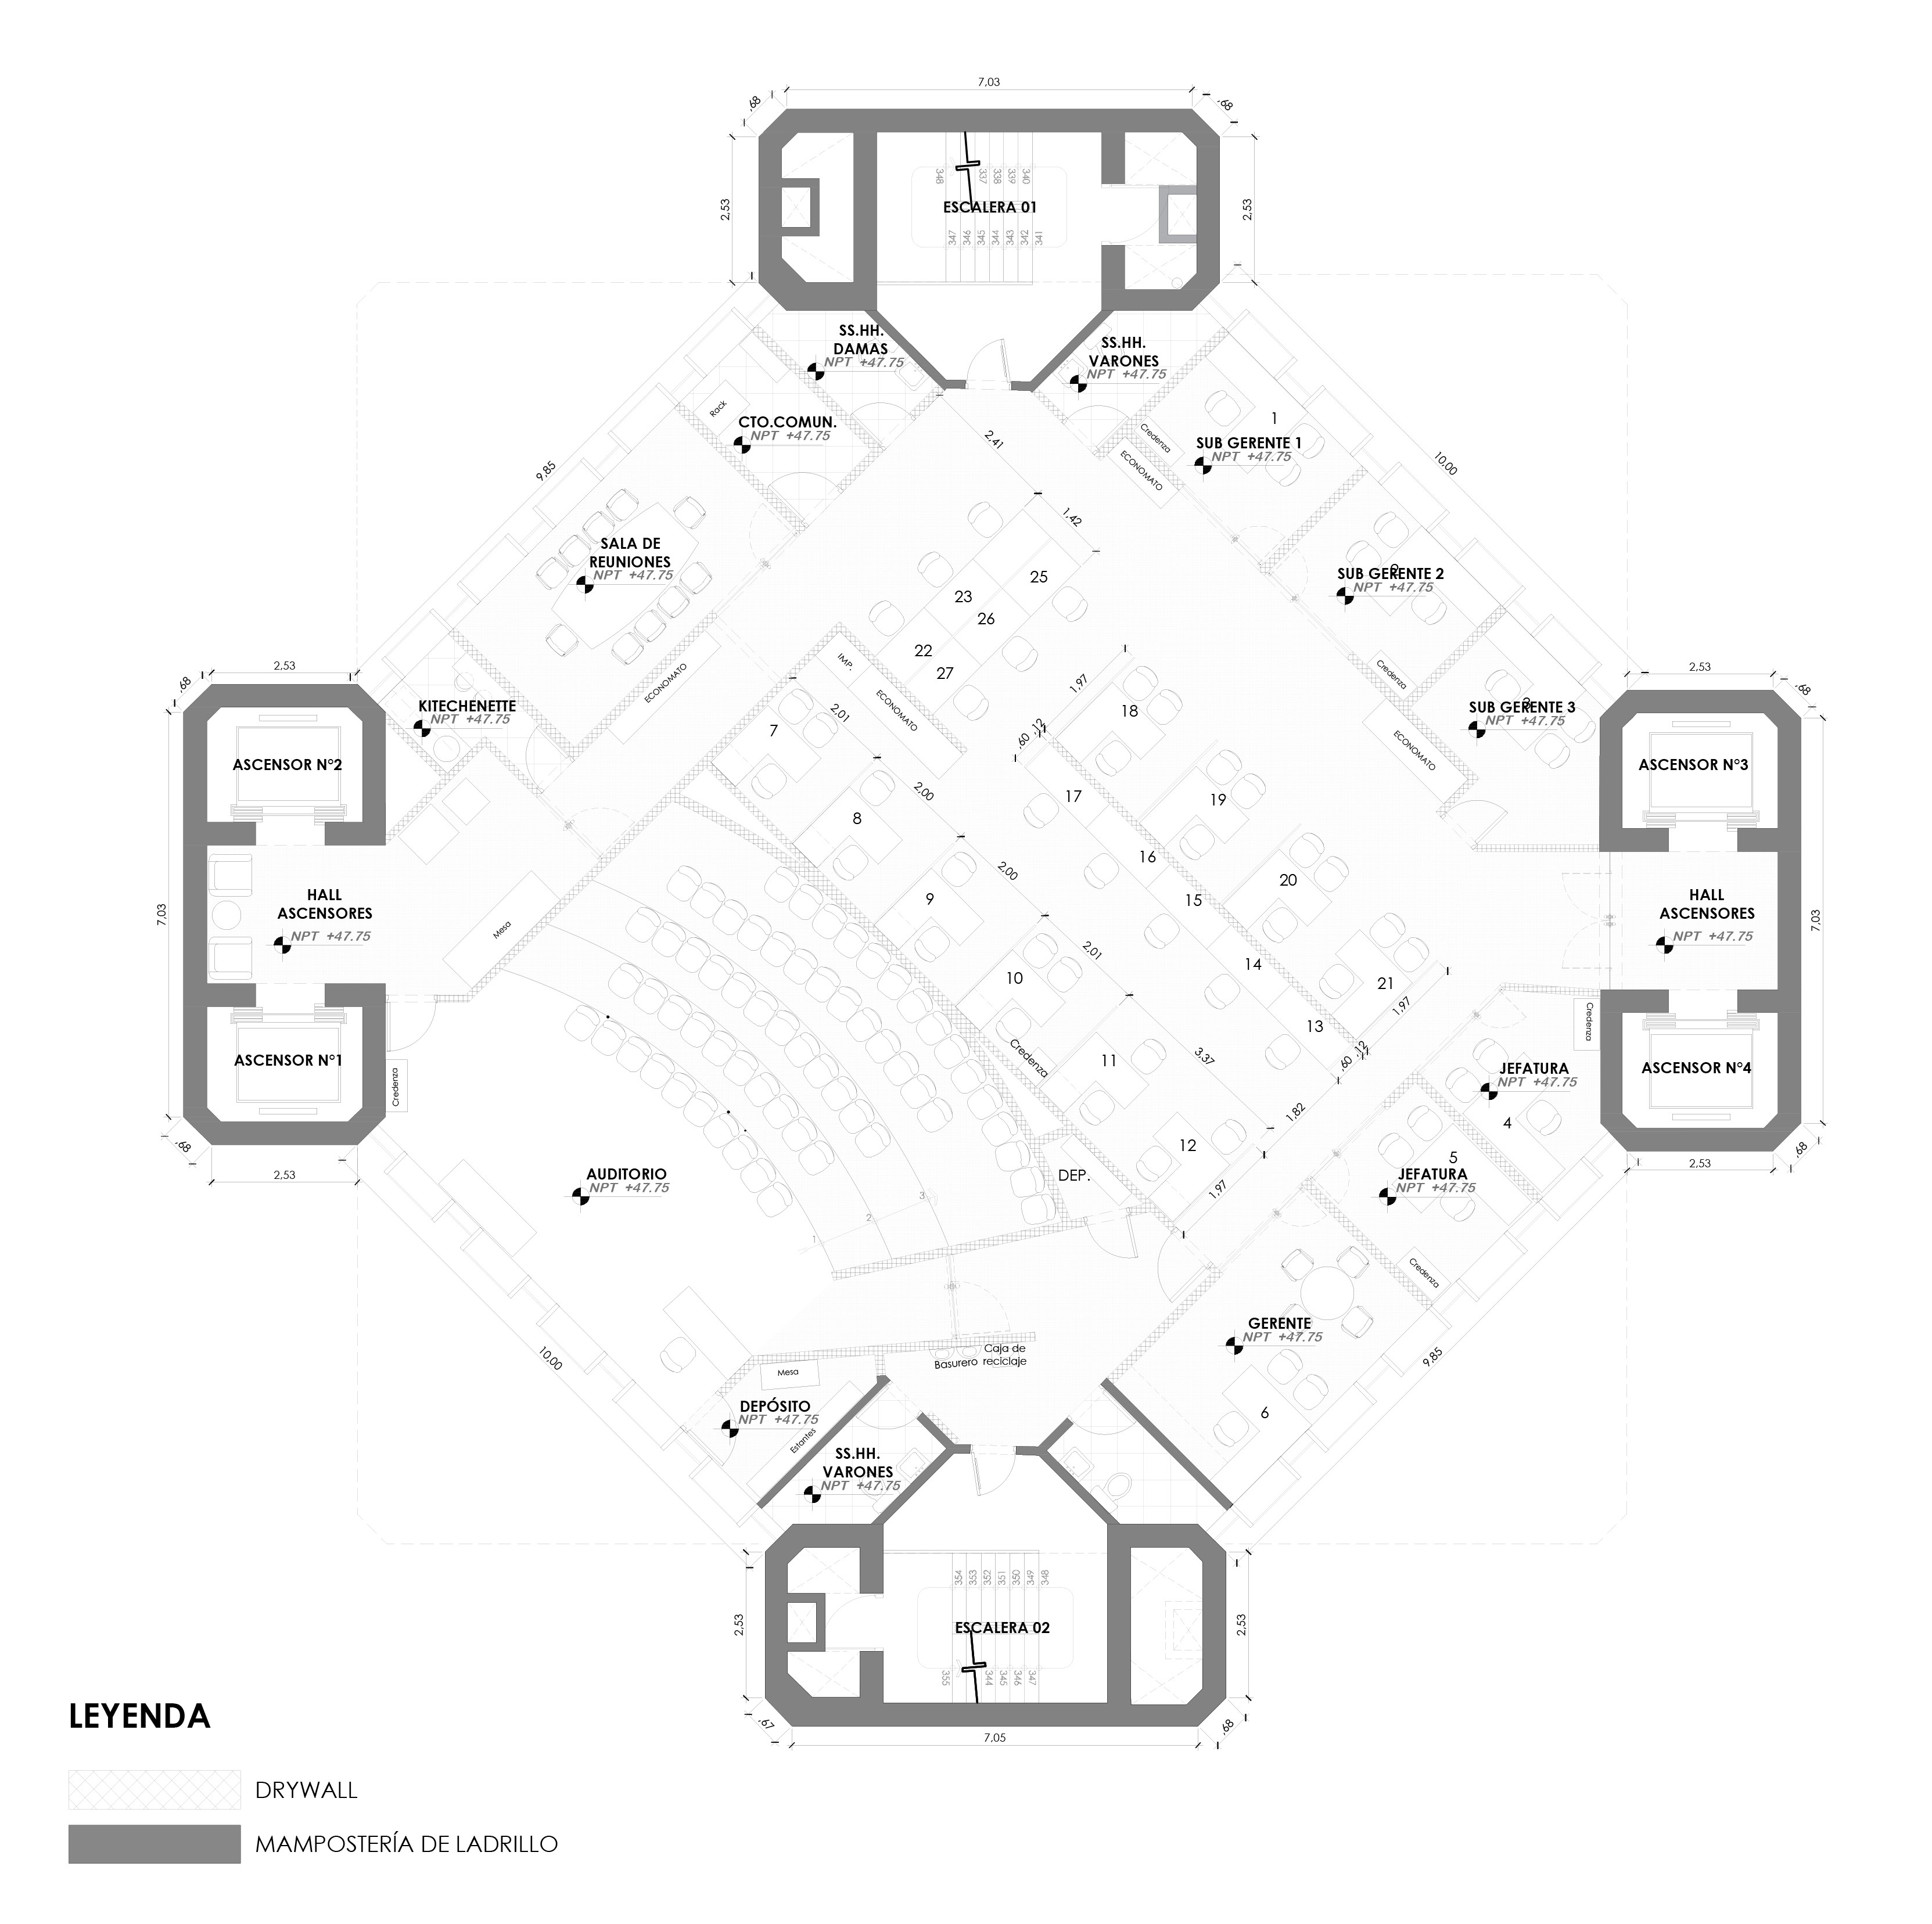 7,03
,68
,68
2,53
2,53
348
337
338
339
340
ESCALERA 01
347
346
345
344
343
342
341
SS.HH.
DAMAS
NPT +47.75
SS.HH.
VARONES
NPT +47.75
Rack
CTO.COMUN.
NPT +47.75
2,41
Credenza
ECONOMATO
1
SUB GERENTE 1
NPT +47.75
9,85
10,00
1,42
SALA DE
REUNIONES
NPT +47.75
25
23
26
22
27
SUB GERENTE 2
NPT +47.75
2,53
,68
KITECHENETTE
NPT +47.75
ECONOMATO
IMP.
ECONOMATO
2,01
7
1,97
18
,60
,12
Credenza
ECONOMATO
SUB GERENTE 3
NPT +47.75
2,53
,68
ASCENSOR N°2
ASCENSOR N°3
2,00
8
17
19
16
2,00
9
15
20
7,03
HALL
ASCENSORES
NPT +47.75
Mesa
HALL
ASCENSORES
NPT +47.75
7,03
2,01
10
14
21
1,97
13
Credenza
Credenza
11
3,37
,60
,12
ASCENSOR N°1
Credenza
JEFATURA
NPT +47.75
4
ASCENSOR N°4
1,82
12
5
JEFATURA
NPT +47.75
,68
2,53
,68
2,53
AUDITORIO
NPT +47.75
DEP.
1,97
3
2
1
Credenza
GERENTE
NPT +47.75
10,00
9,85
Caja de
Basurero reciclaje
Mesa
DEPÓSITO
NPT +47.75
Estantes
6
SS.HH.
VARONES
NPT +47.75
354
353
352
351
350
349
348
2,53
2,53
ESCALERA 02
355
344
345
346
347
,67
,68
7,05
LEYENDA
DRYWALL
MAMPOSTERÍA DE LADRILLO